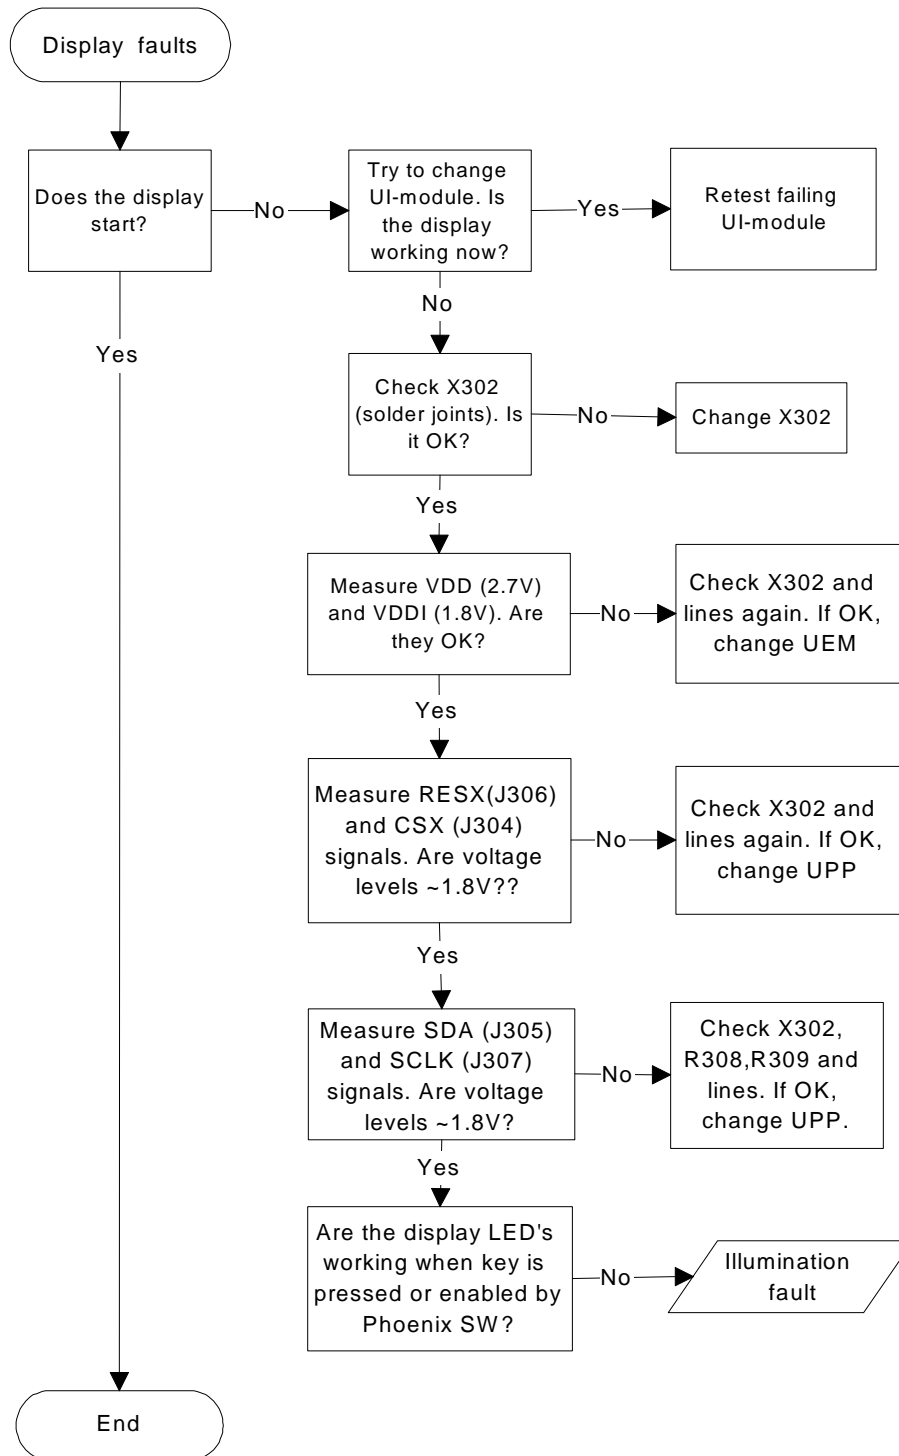 Display faults
Does the display
start?
No
Try to change
UI-module. Is
the display
working now?
Yes
Retest failing
UI-module
No
Yes
Check X302
(solder joints). Is
it OK?
No
Change X302
Yes
Measure VDD (2.7V)
and VDDI (1.8V). Are
they OK?
No
Check X302 and
lines again. If OK,
change UEM
Yes
Measure RESX(J306)
and CSX (J304)
signals. Are voltage
levels ~1.8V??
No
Check X302 and
lines again. If OK,
change UPP
Yes
Measure SDA (J305)
and SCLK (J307)
signals. Are voltage
levels ~1.8V?
No
Check X302,
R308,R309 and
lines. If OK,
change UPP.
Yes
Are the display LED's
working when key is
pressed or enabled by
Phoenix SW?
No
Illumination
fault
End